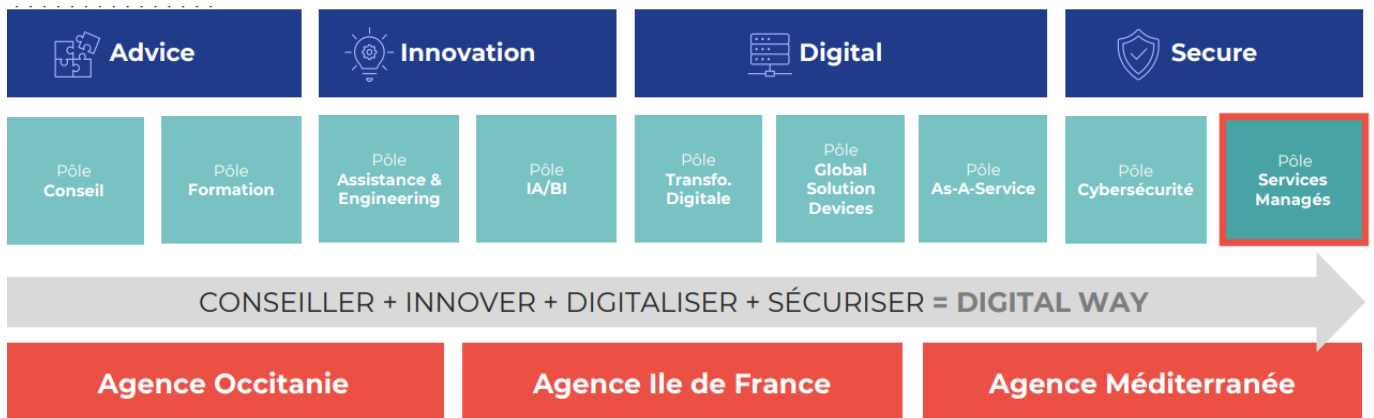 Advice
Innovation
Digital
Secure
Pôle
Conseil
Pôle
Formation
Pôle
Assistance &
Engineering
Pôle
IA/BI
Pôle
Transfo.
Digitale
Pôle
Global
Solution
Devices
Pôle
As-A-Service
Pôle
Cybersécurité
Pôle
Services
Managés
CONSEILLER + INNOVER + DIGITALISER + SÉCURISER = DIGITAL WAY
Agence Occitanie
Agence Ile de France
Agence Méditerranée